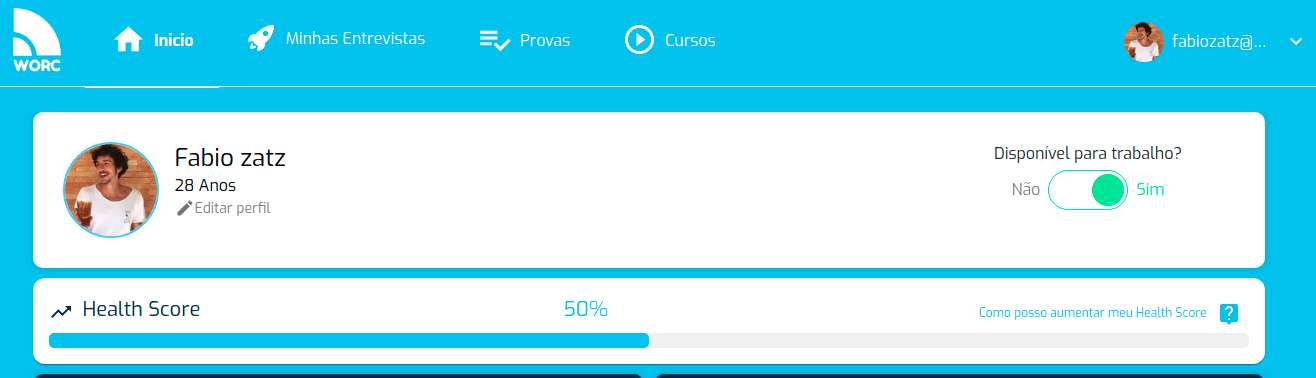 WORC
Inicio
Minhas Entrevistas
Provas
Cursos
fabiozatz@...
Fabio zatz
28 Anos
Editar perfil
Disponível para trabalho?
Não
Sim
Health Score
50%
Como posso aumentar meu Health Score
?